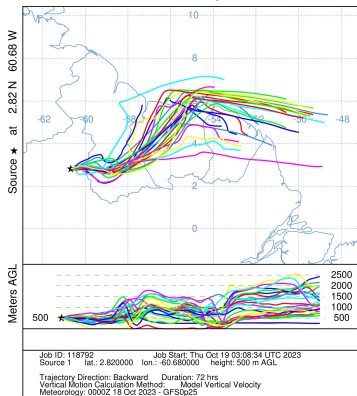 10
8
-62 -60 -58 -56 -54 -52 -50 -48
6
4
2
0
Source ★ at 2.82 N 60.68 W
Meters AGL
500
2500
2000
1500
1000
500
Job ID: 118792 Job Start: Thu Oct 19 03:08:34 UTC 2023
Source 1 lat.: 2.820000 lon.: -60.680000 height: 500 m AGL
Trajectory Direction: Backward Duration: 72 hrs
Vertical Motion Calculation Method: Model Vertical Velocity
Meteorology: 0000Z 18 Oct 2023 - GFS0p25